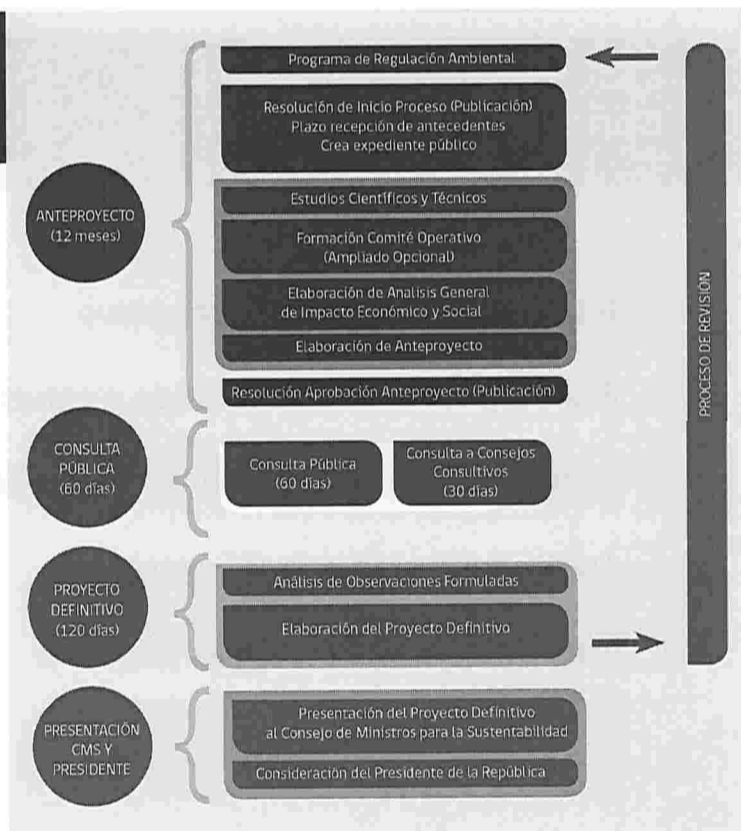 Programa de Regulación Ambiental
Resolución de Inicio Proceso (Publicación)
Plazo recepción de antecedentes
Crea expediente público
ANTEPROYECTO
(12 meses)
Estudios Científicos y Técnicos
Formación Comité Operativo
(Ampliado Opcional)
Elaboración de Analisis General
de Impacto Económico y Social
Elaboración de Anteproyecto
Resolución Aprobación Anteproyecto (Publicación)
CONSULTA
PÚBLICA
(60 días)
Consulta Pública
(60 días)
Consulta a Consejos
Consultivos
(30 días)
PROYECTO
DEFINITIVO
(120 días)
Análisis de Observaciones Formuladas
Elaboración del Proyecto Definitivo
PRESENTACIÓN
CMS Y
PRESIDENTE
Presentación del Proyecto Definitivo
al Consejo de Ministros para la Sustentabilidad
Consideración del Presidente de la República
PROCESO DE REVISIÓN